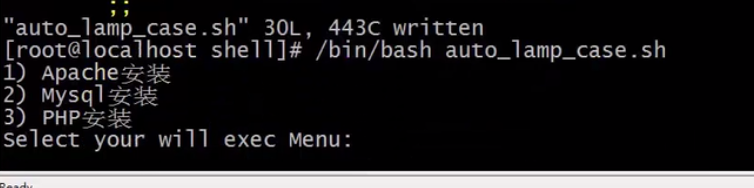 ;;
"auto_lamp_case.sh" 30L, 443C written
[root@localhost shell]# /bin/bash auto_lamp_case.sh
1) Apache安装
2) Mysql安装
3) PHP安装
Select your will exec Menu:
Ready